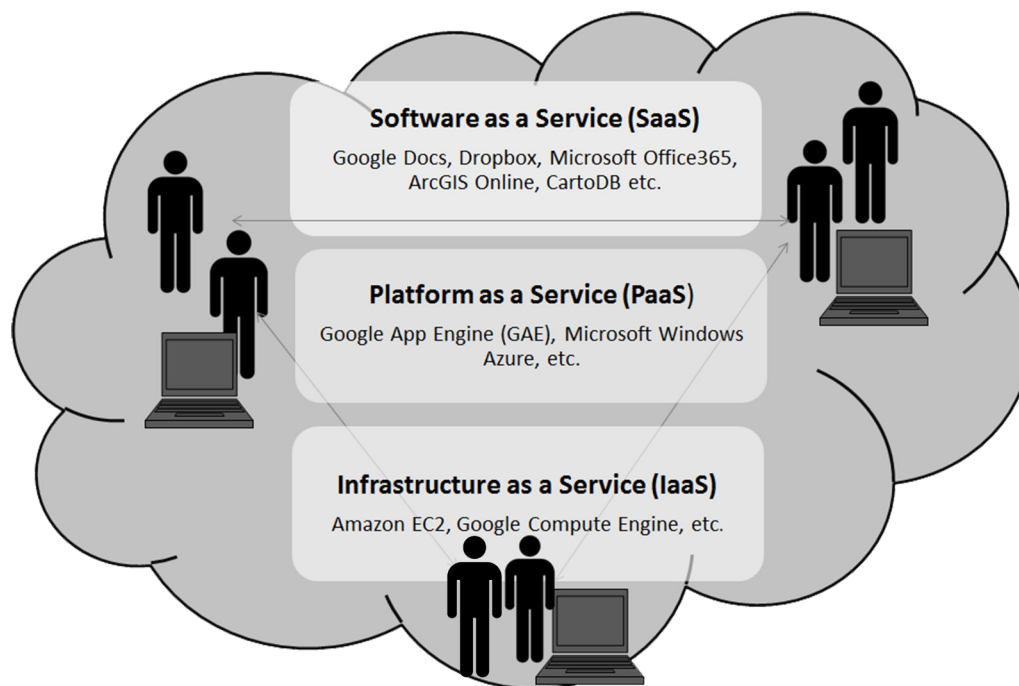 Software as a Service (SaaS)
Google Docs, Dropbox, Microsoft Office365,
ArcGIS Online, CartoDB etc.
Platform as a Service (PaaS)
Google App Engine (GAE), Microsoft Windows
Azure, etc.
Infrastructure as a Service (IaaS)
Amazon EC2, Google Compute Engine, etc.